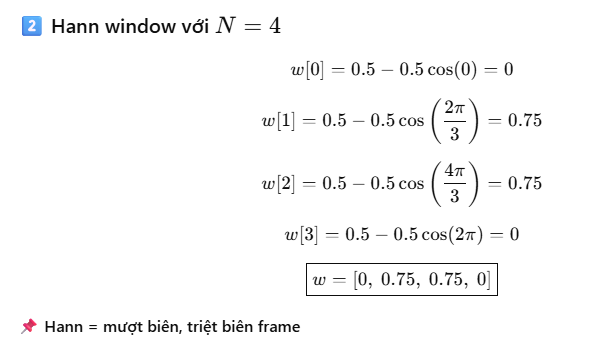 2 Hann window với N = 4
w[0] = 0.5 − 0.5 cos(0) = 0
w[1] = 0.5 − 0.5 cos(2π/3) = 0.75
w[2] = 0.5 − 0.5 cos(4π/3) = 0.75
w[3] = 0.5 − 0.5 cos(2π) = 0
w = [0, 0.75, 0.75, 0]
📌 Hann = mượt biên, triệt biên frame